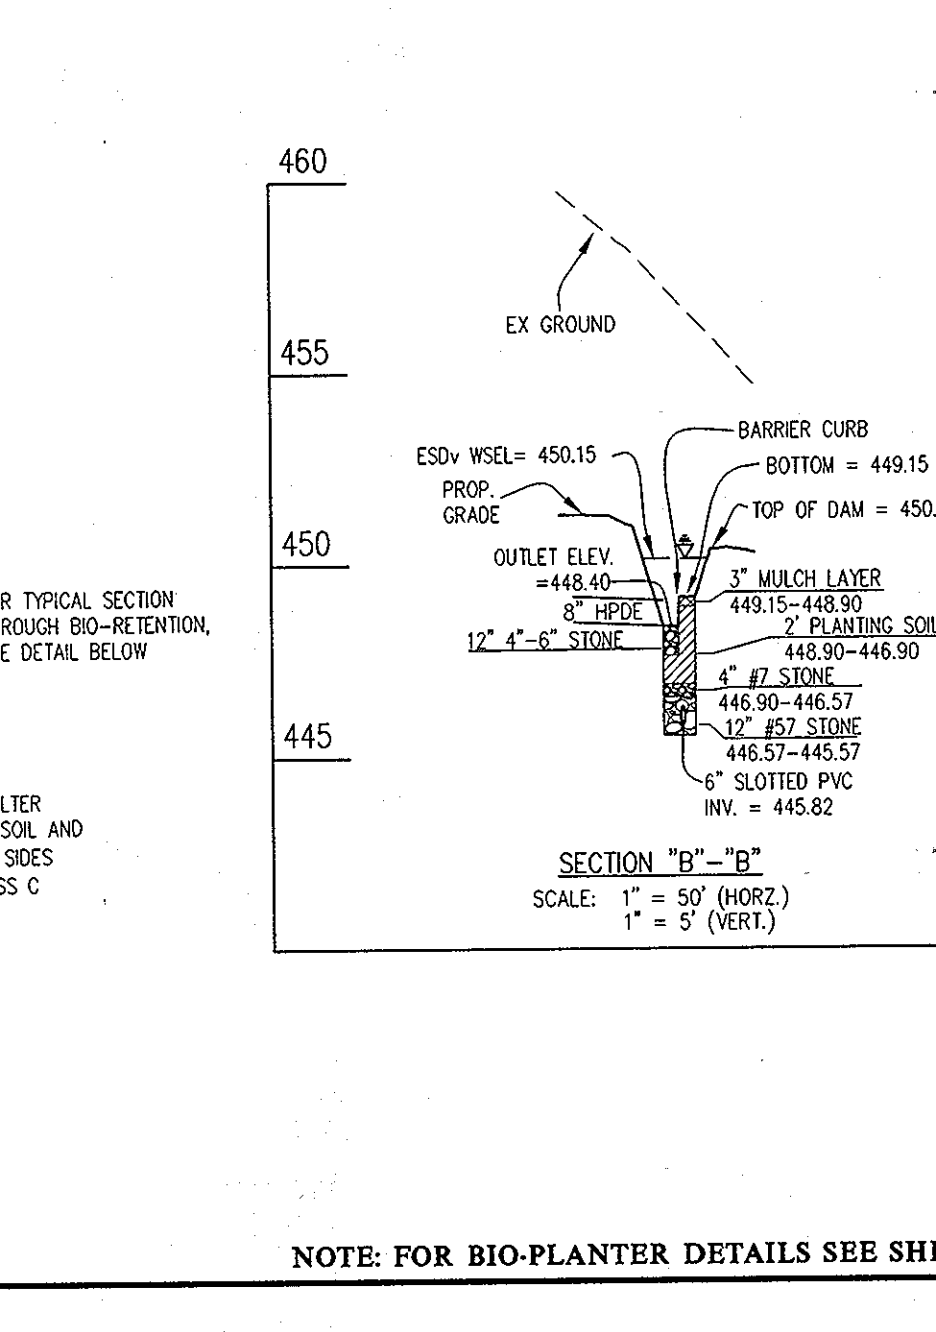 460
EX GROUND
455
BARRIER CURB
ESDv WSEL= 450.15
BOTTOM = 449.15
PROP.
GRADE
TOP OF DAM = 450.
450
OUTLET ELEV.
=448.40
8" HPDE
12" 4"-6" STONE
3" MULCH LAYER
449.15-448.90
2' PLANTING SOIL
448.90-446.90
4" #7 STONE
446.90-446.57
12" #57 STONE
446.57-445.57
6" SLOTTED PVC
INV. = 445.82
445
R TYPICAL SECTION
ROUGH BIO-RETENTION,
E DETAIL BELOW
LTER
SOIL AND
SIDES
SS C
SECTION "B"-"B"
SCALE: 1" = 50' (HORZ.)
1" = 5' (VERT.)
NOTE: FOR BIO-PLANTER DETAILS SEE SHE